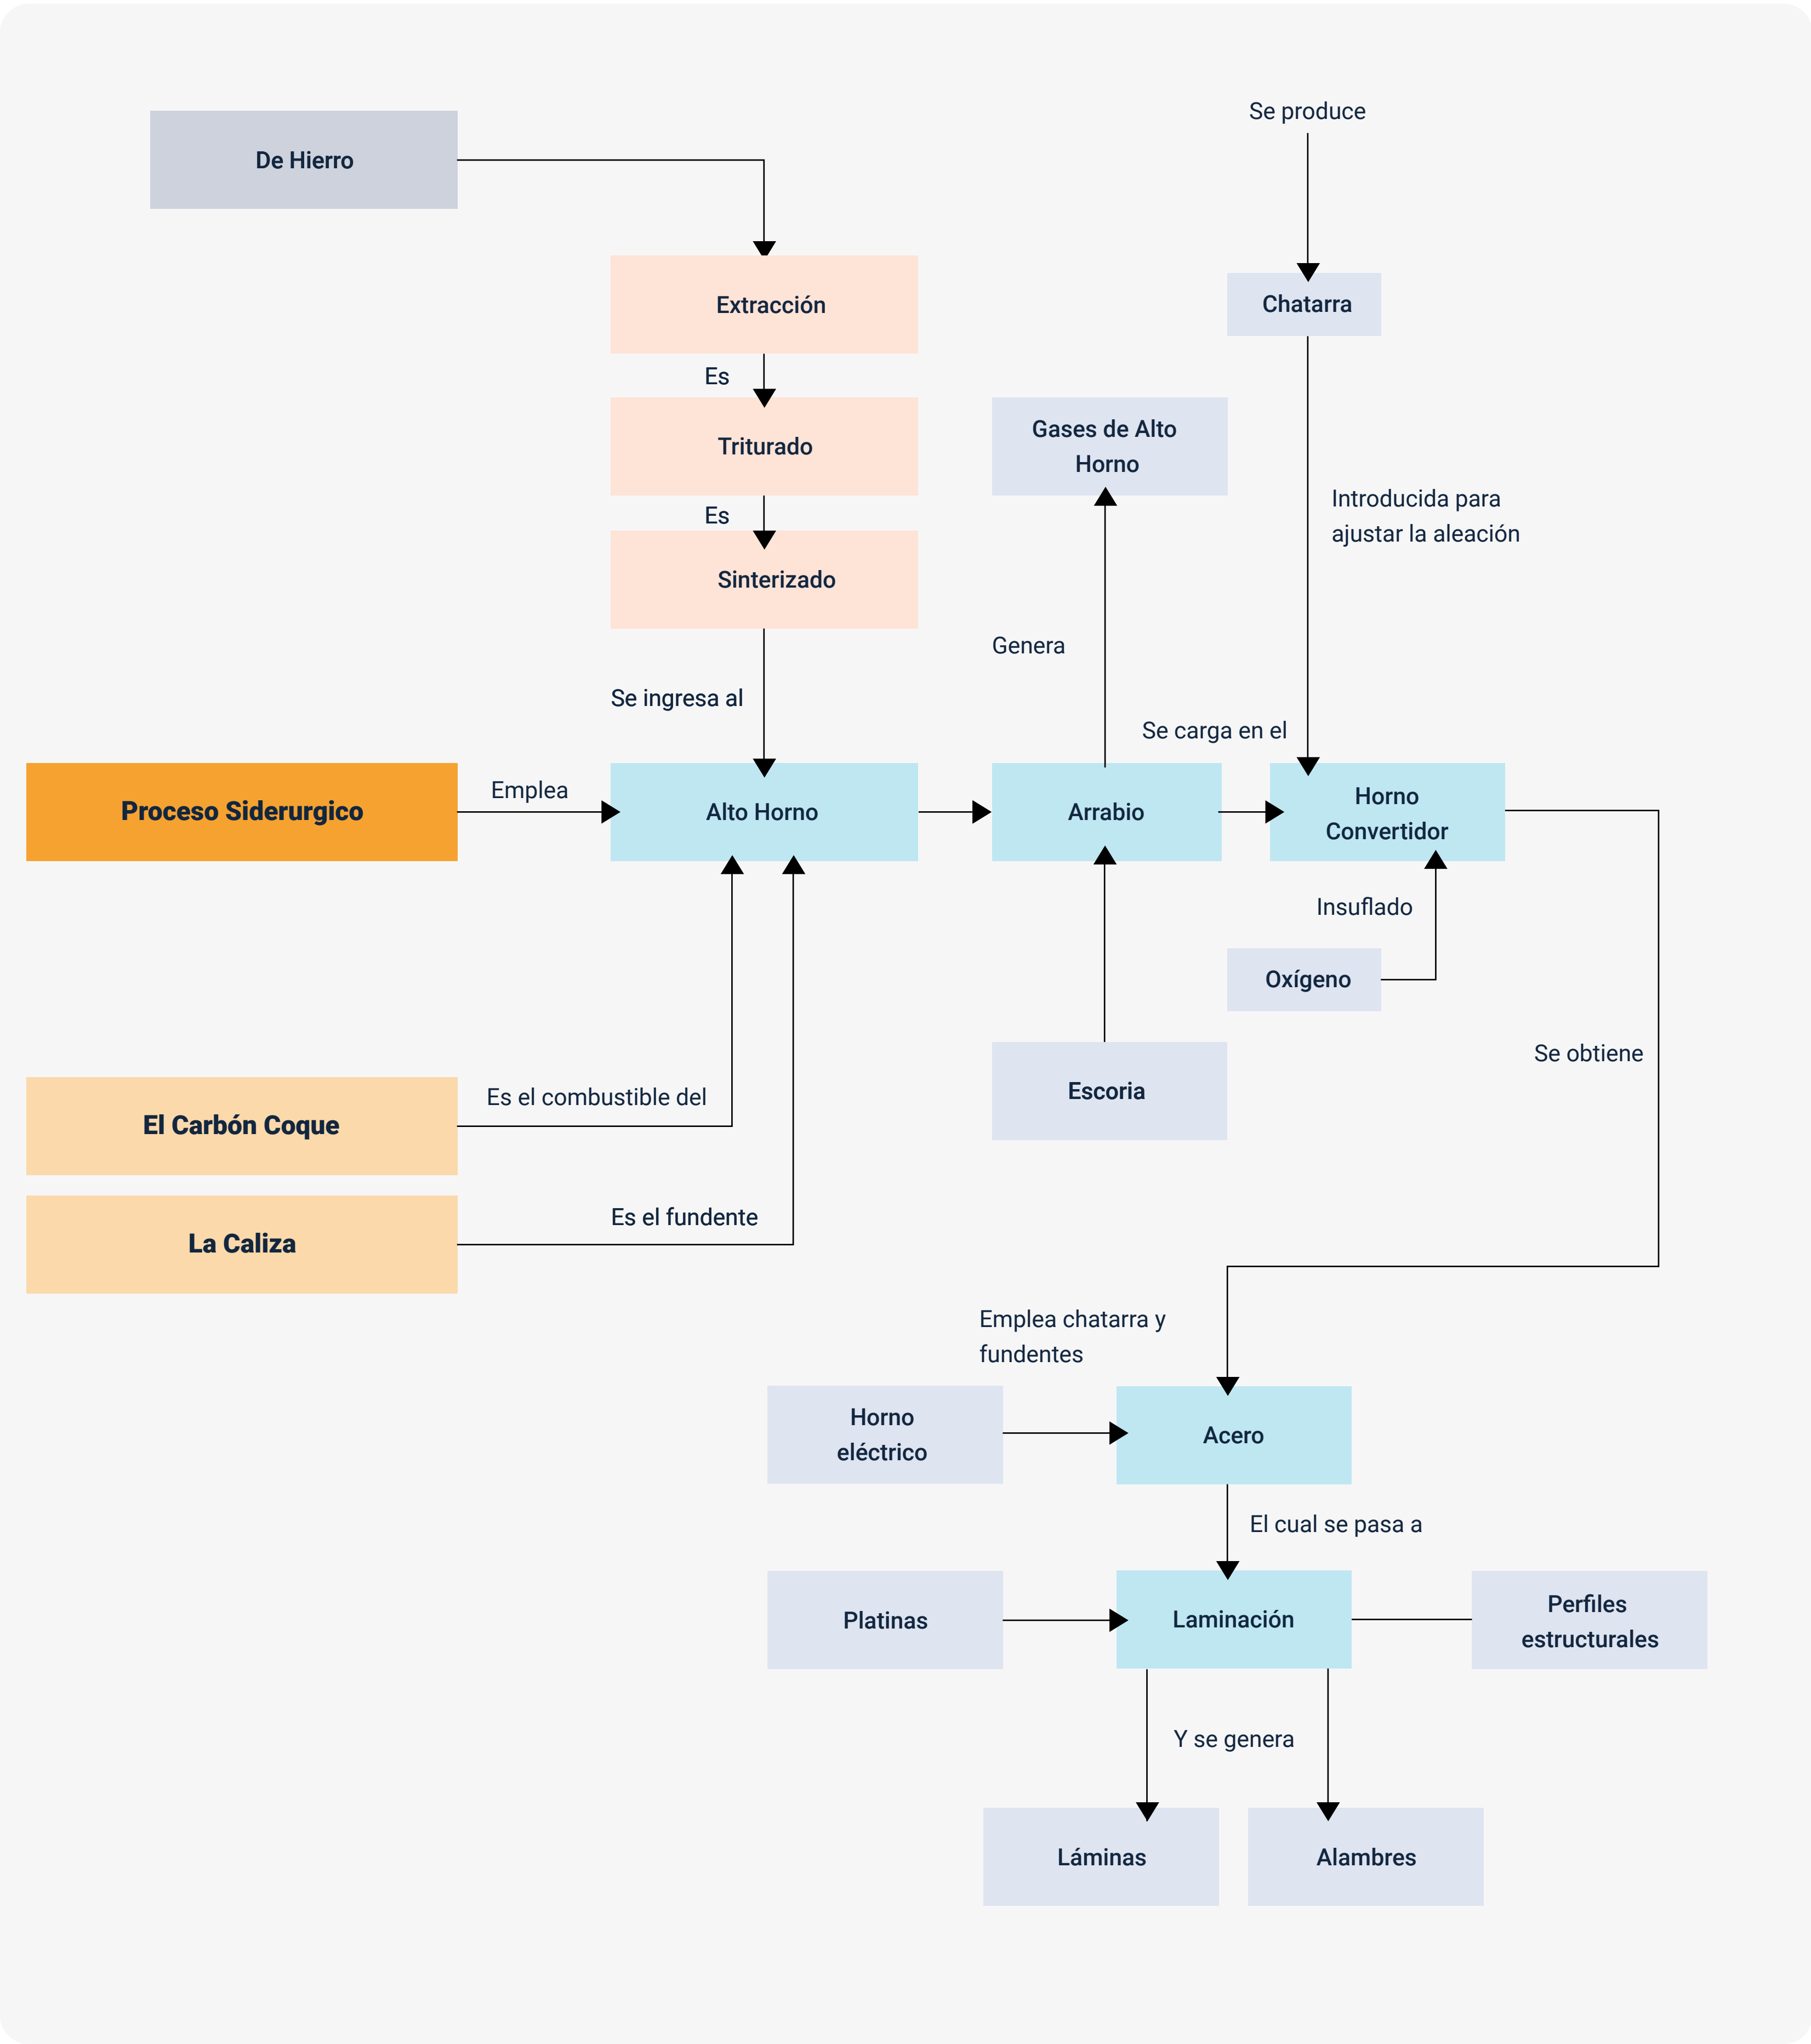 Se produce
De Hierro
Extracción
Chatarra
Es
Gases de Alto
Horno
Triturado
Introducida para
ajustar la aleación
Es
Sinterizado
Genera
Se ingresa al
Se carga en el
Emplea
Proceso Siderurgico
Alto Horno
Arrabio
Horno
Convertidor
Insuflado
Oxígeno
Se obtiene
Escoria
Es el combustible del
El Carbón Coque
Es el fundente
La Caliza
Emplea chatarra y
fundentes
Horno
eléctrico
Acero
El cual se pasa a
Platinas
Laminación
Perfiles
estructurales
Y se genera
Láminas
Alambres